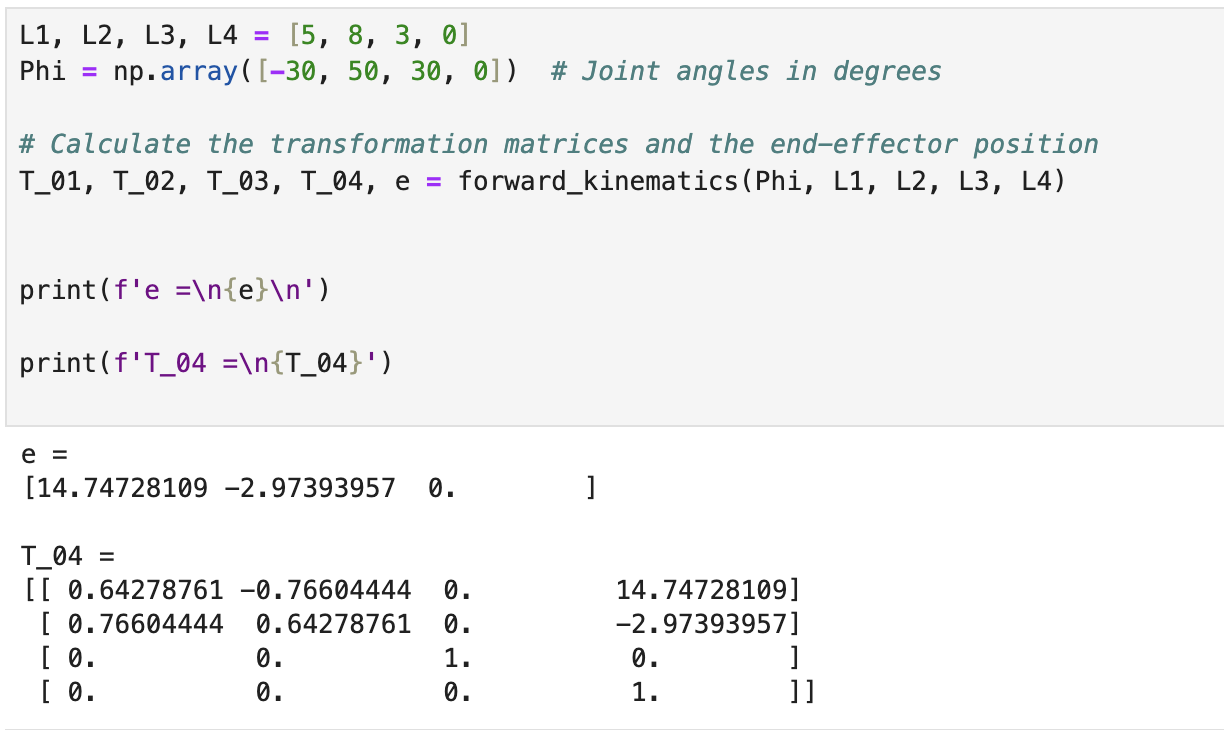 L1, L2, L3, L4 = [5, 8, 3, 0]
Phi = np.array([-30, 50, 30, 0])  # Joint angles in degrees
# Calculate the transformation matrices and the end-effector position
T_01, T_02, T_03, T_04, e = forward_kinematics(Phi, L1, L2, L3, L4)
print(f'e =\n{e}\n')
print(f'T_04 =\n{T_04}')
e =
[14.74728109 -2.97393957  0.        ]
T_04 =
[[ 0.64278761 -0.76604444  0.         14.74728109]
 [ 0.76604444  0.64278761  0.         -2.97393957]
 [ 0.          0.          1.          0.        ]
 [ 0.          0.          0.          1.        ]]